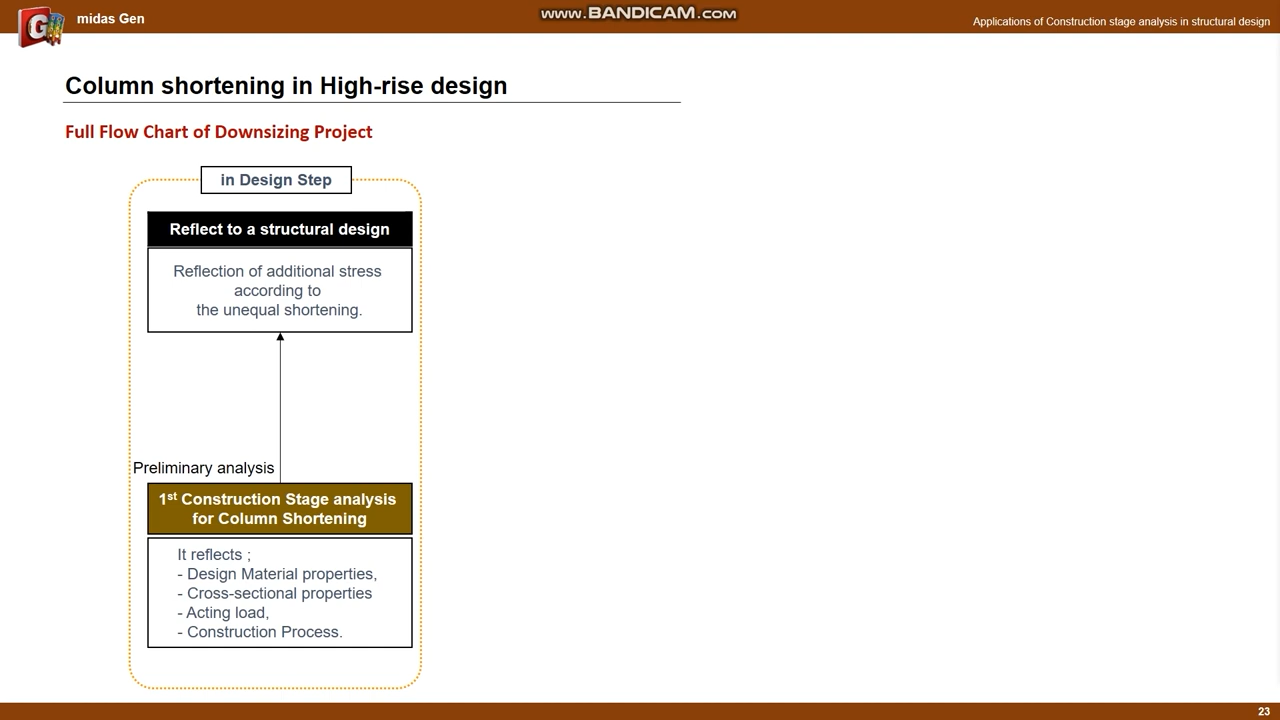 midas Gen
www.BANDICAM.com
Applications of Construction stage analysis in structural design
Column shortening in High-rise design
Full Flow Chart of Downsizing Project
in Design Step
Reflect to a structural design
Reflection of additional stress
according to
the unequal shortening.
Preliminary analysis
1st Construction Stage analysis
for Column Shortening
It reflects ;
- Design Material properties,
- Cross-sectional properties
- Acting load,
- Construction Process.
23